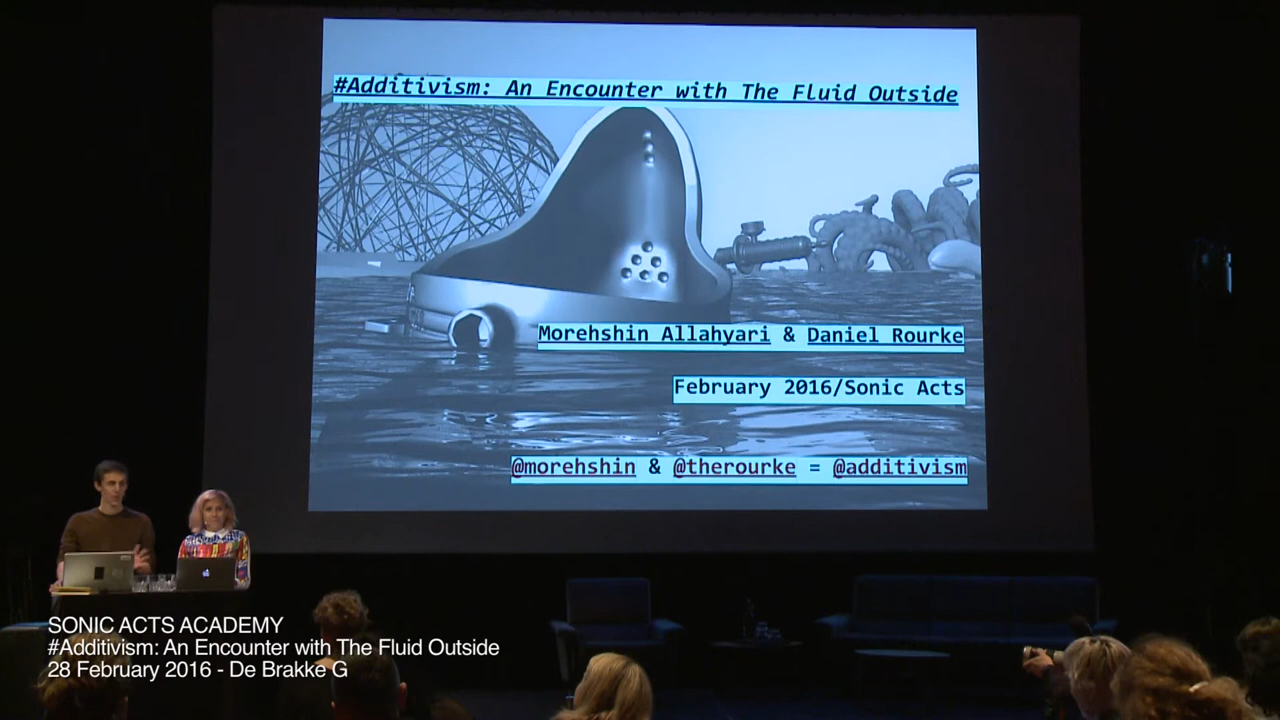 #Additivism: An Encounter with The Fluid Outside
Morehshin Allahyari & Daniel Rourke
February 2016/Sonic Acts
@morehshin & @therourke = @additivism
SONIC ACTS ACADEMY
#Additivism: An Encounter with The Fluid Outside
28 February 2016 - De Brakke G